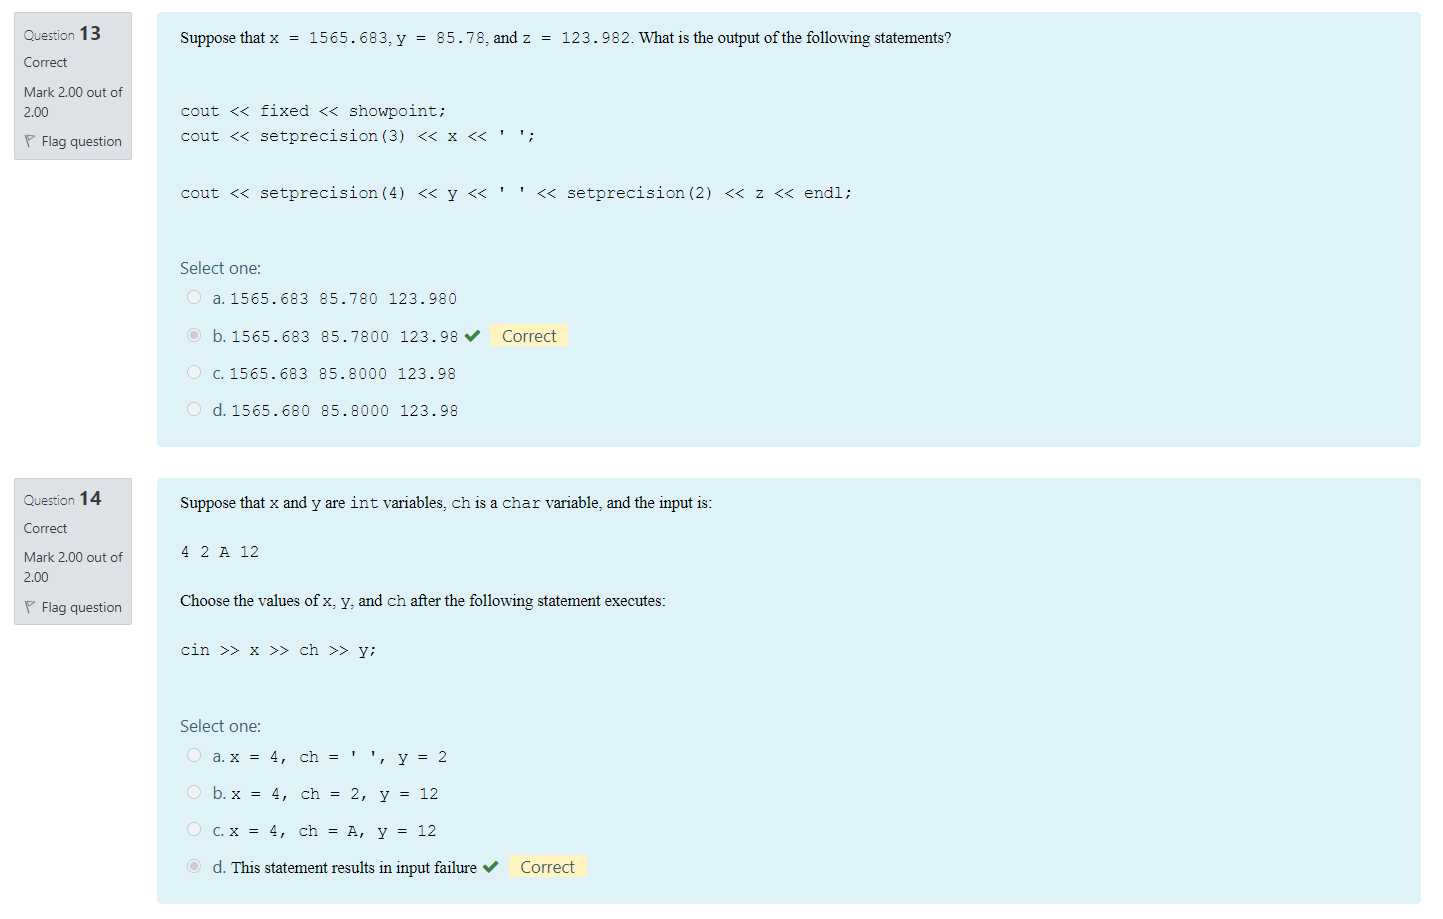 Question 13
Correct
Mark 2.00 out of
2.00
Flag question
Suppose that x = 1565.683, y = 85.78, and z = 123.982. What is the output of the following statements?
cout << fixed << showpoint;
cout << setprecision(3) << x << ' ';
cout << setprecision(4) << y << ' ' << setprecision(2) << z << endl;
Select one:
a. 1565.683 85.780 123.980
b. 1565.683 85.7800 123.98 ✔ Correct
c. 1565.683 85.8000 123.98
d. 1565.680 85.8000 123.98
Question 14
Correct
Mark 2.00 out of
2.00
Flag question
Suppose that x and y are int variables, ch is a char variable, and the input is:
4 2 A 12
Choose the values of x, y, and ch after the following statement executes:
cin >> x >> ch >> y;
Select one:
a. x = 4, ch = ' ', y = 2
b. x = 4, ch = 2, y = 12
c. x = 4, ch = A, y = 12
d. This statement results in input failure ✔ Correct